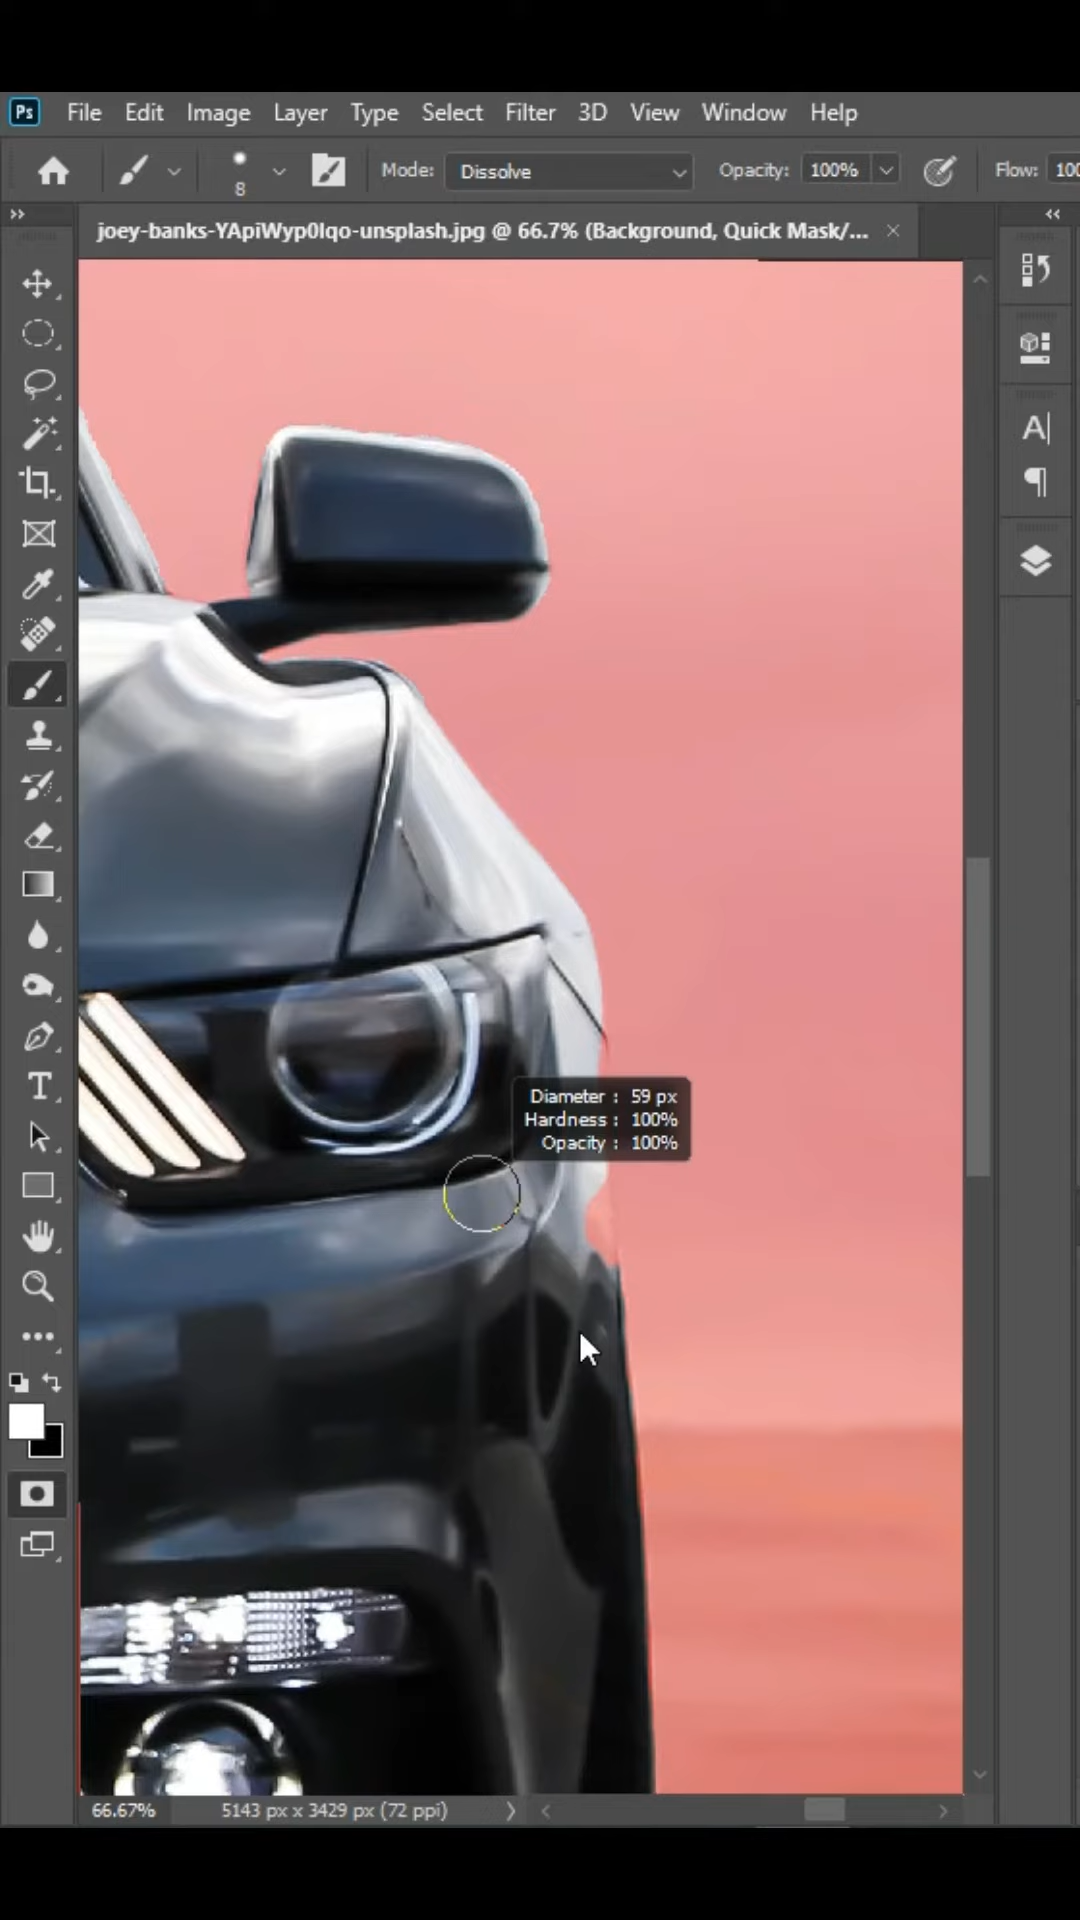 Ps File Edit Image Layer Type Select Filter 3D View Window Help
8 Mode: Dissolve Opacity: 100% Flow: 100
joey-banks-YApiWyp0lqo-unsplash.jpg @ 66.7% (Background, Quick Mask/... ×
A|
¶
Diameter : 59 px
Hardness : 100%
Opacity : 100%
T
66.67% 5143 px x 3429 px (72 ppi)